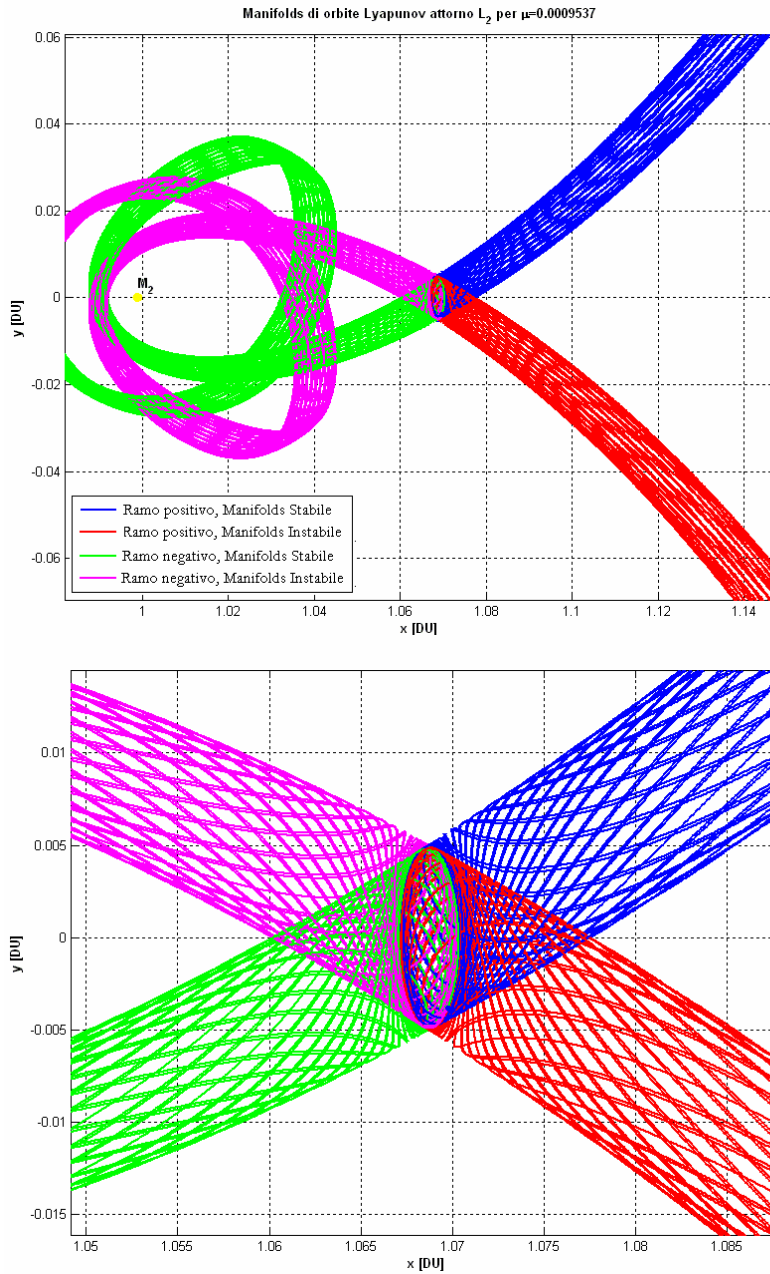 Manifolds di orbite Lyapunov attorno L₂ per μ=0.0009537
0.06
0.04
0.02
0
-0.02
-0.04
-0.06
y [DU]
M₂
Ramo positivo, Manifolds Stabile
Ramo positivo, Manifolds Instabile
Ramo negativo, Manifolds Stabile
Ramo negativo, Manifolds Instabile
1 1.02 1.04 1.06 1.08 1.1 1.12 1.14
x [DU]
0.01
0.005
0
-0.005
-0.01
-0.015
y [DU]
1.05 1.055 1.06 1.065 1.07 1.075 1.08 1.085
x [DU]